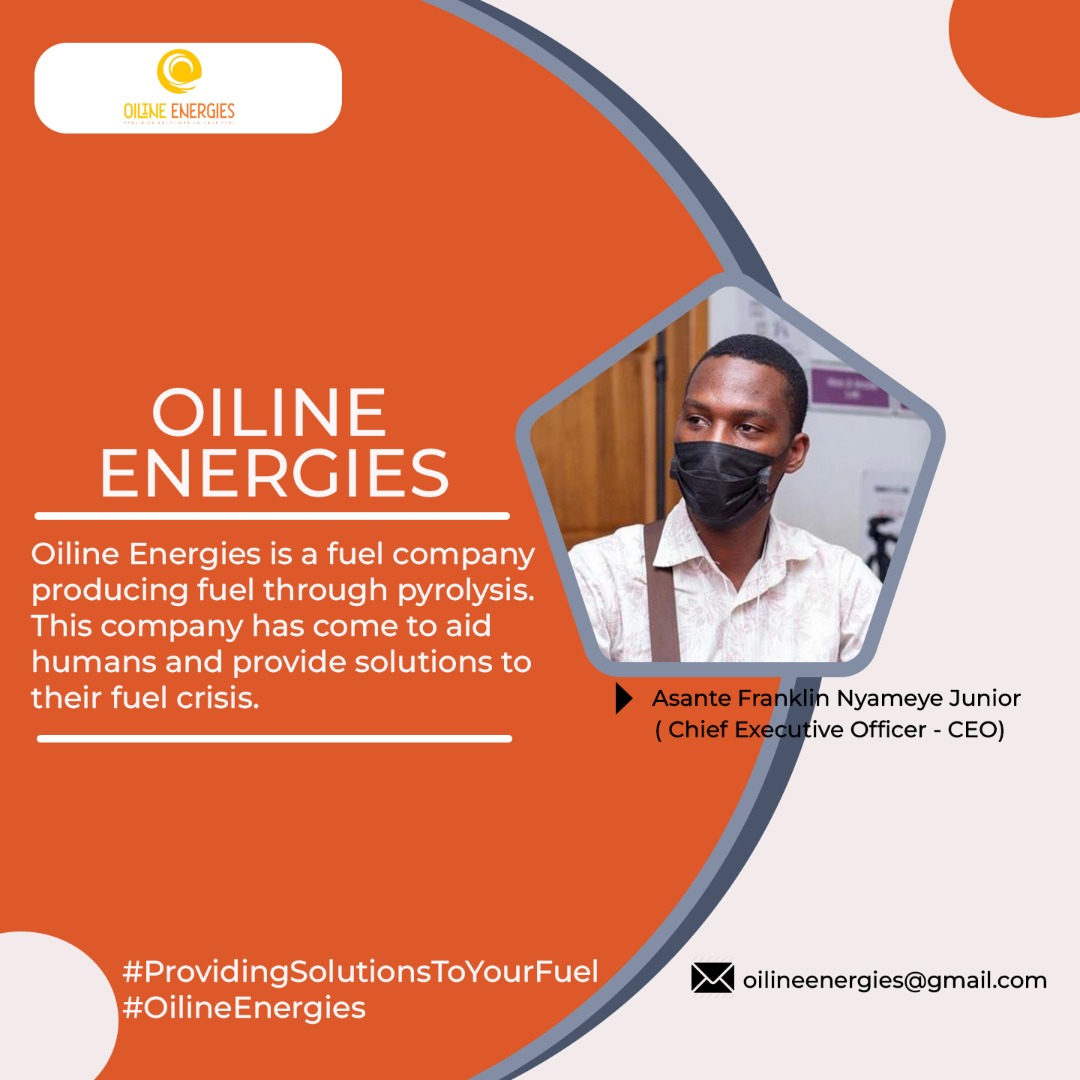 OILINE ENERGIES
OILINE
ENERGIES
Oiline Energies is a fuel company
producing fuel through pyrolysis.
This company has come to aid
humans and provide solutions to
their fuel crisis.
Asante Franklin Nyameye Junior
( Chief Executive Officer - CEO)
#ProvidingSolutionsToYourFuel
#OilineEnergies
oilineenergies@gmail.com